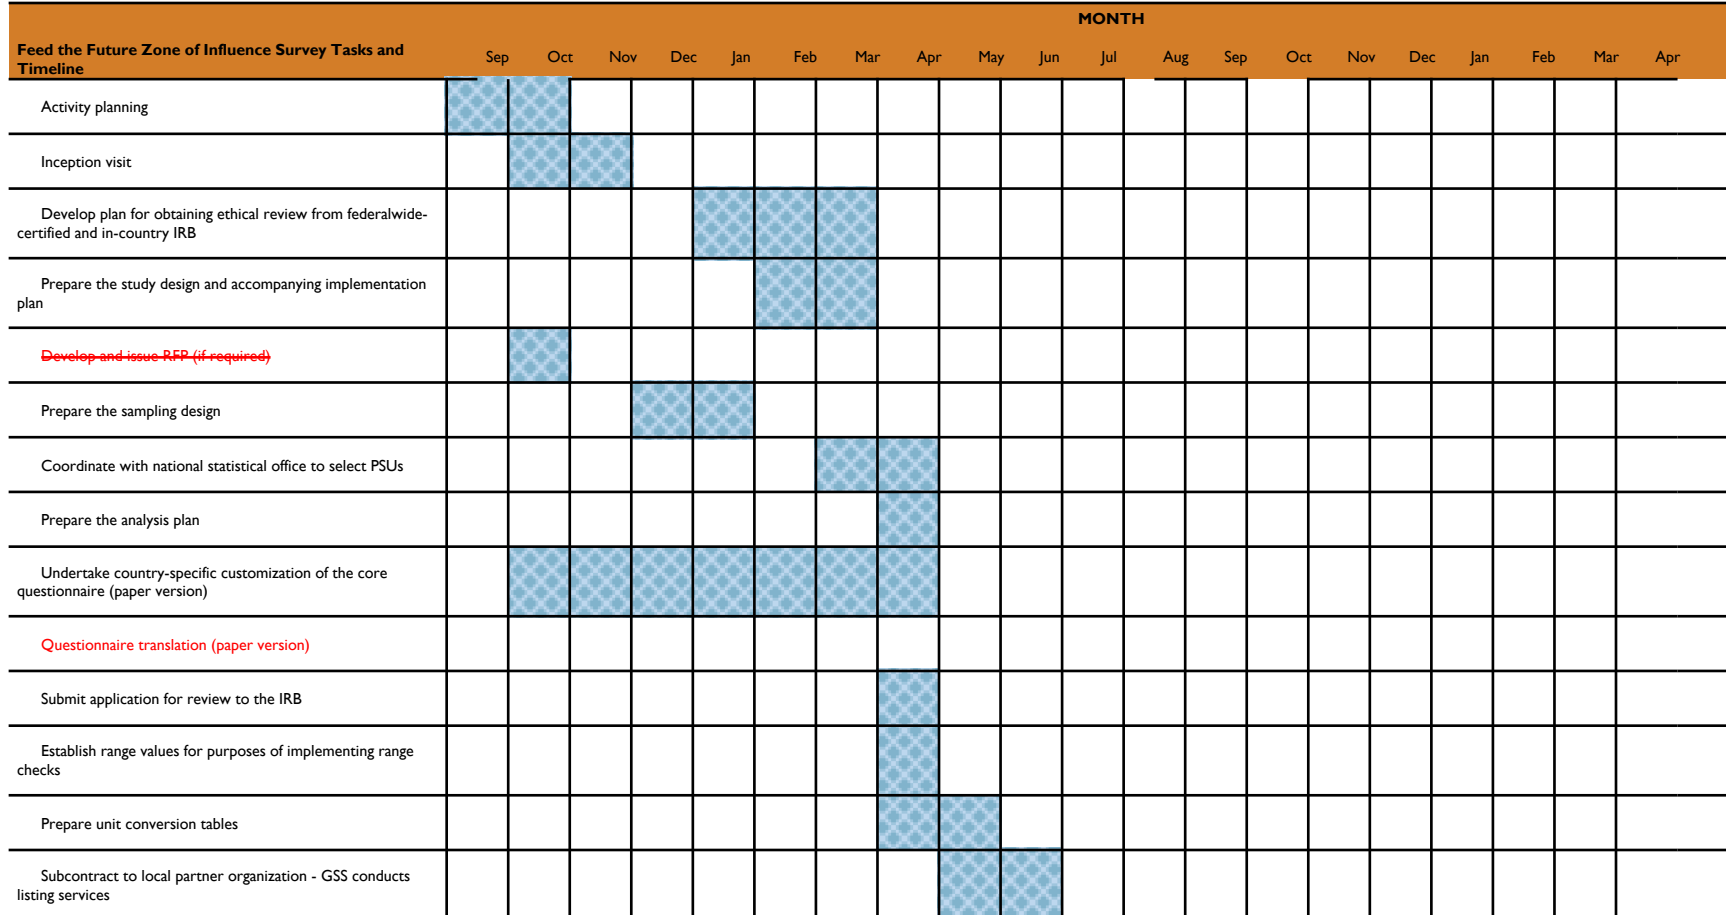 MONTH
Feed the Future Zone of Influence Survey Tasks and
Timeline
Sep Oct Nov Dec Jan Feb Mar Apr May Jun Jul Aug Sep Oct Nov Dec Jan Feb Mar Apr
Activity planning
Inception visit
Develop plan for obtaining ethical review from federalwide-
certified and in-country IRB
Prepare the study design and accompanying implementation
plan
Develop and issue RFP (if required)
Prepare the sampling design
Coordinate with national statistical office to select PSUs
Prepare the analysis plan
Undertake country-specific customization of the core
questionnaire (paper version)
Questionnaire translation (paper version)
Submit application for review to the IRB
Establish range values for purposes of implementing range
checks
Prepare unit conversion tables
Subcontract to local partner organization - GSS conducts
listing services